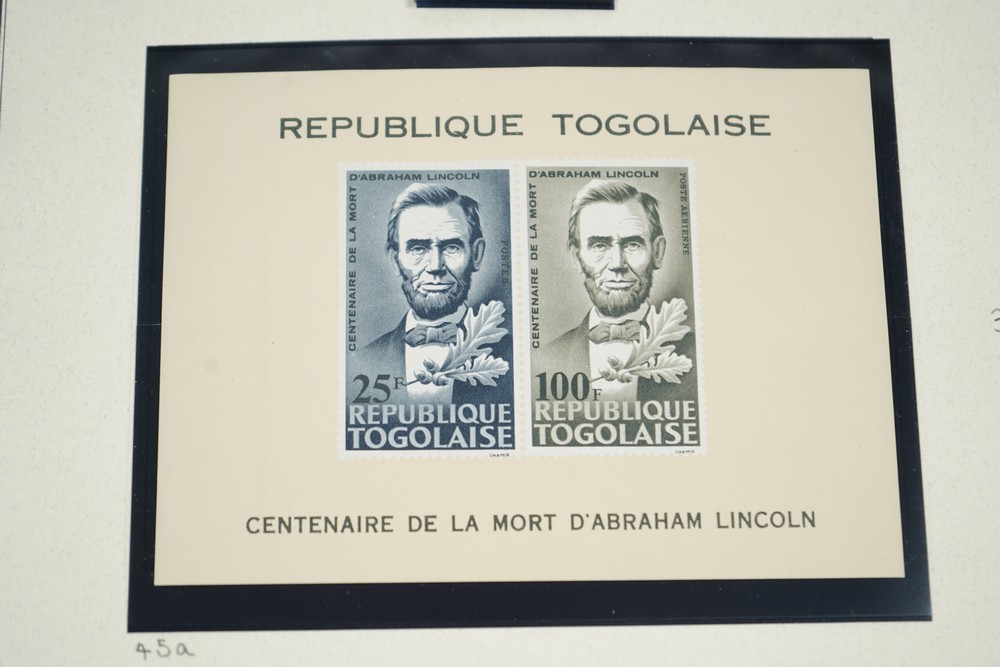 REPUBLIQUE TOGOLAISE
CENTENAIRE DE LA MORT
D'ABRAHAM LINCOLN
25F
REPUBLIQUE
TOGOLAISE
CENTENAIRE DE LA MORT
D'ABRAHAM LINCOLN
POSTE AERIENNE
100F
REPUBLIQUE
TOGOLAISE
CENTENAIRE DE LA MORT D'ABRAHAM LINCOLN
45a